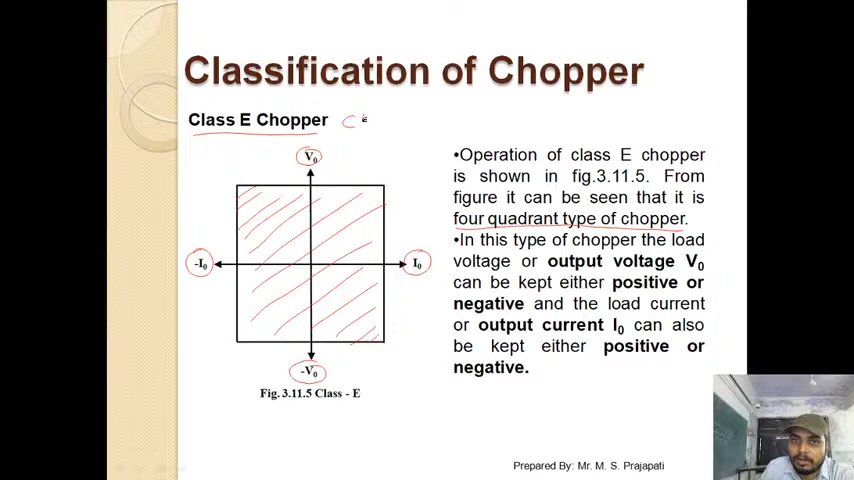 Classification of Chopper
Class E Chopper C
V0
-I0
I0
-V0
Fig. 3.11.5 Class - E
•Operation of class E chopper
is shown in fig.3.11.5. From
figure it can be seen that it is
four quadrant type of chopper.
•In this type of chopper the load
voltage or output voltage V0
can be kept either positive or
negative and the load current
or output current I0 can also
be kept either positive or
negative.
Prepared By: Mr. M. S. Prajapati